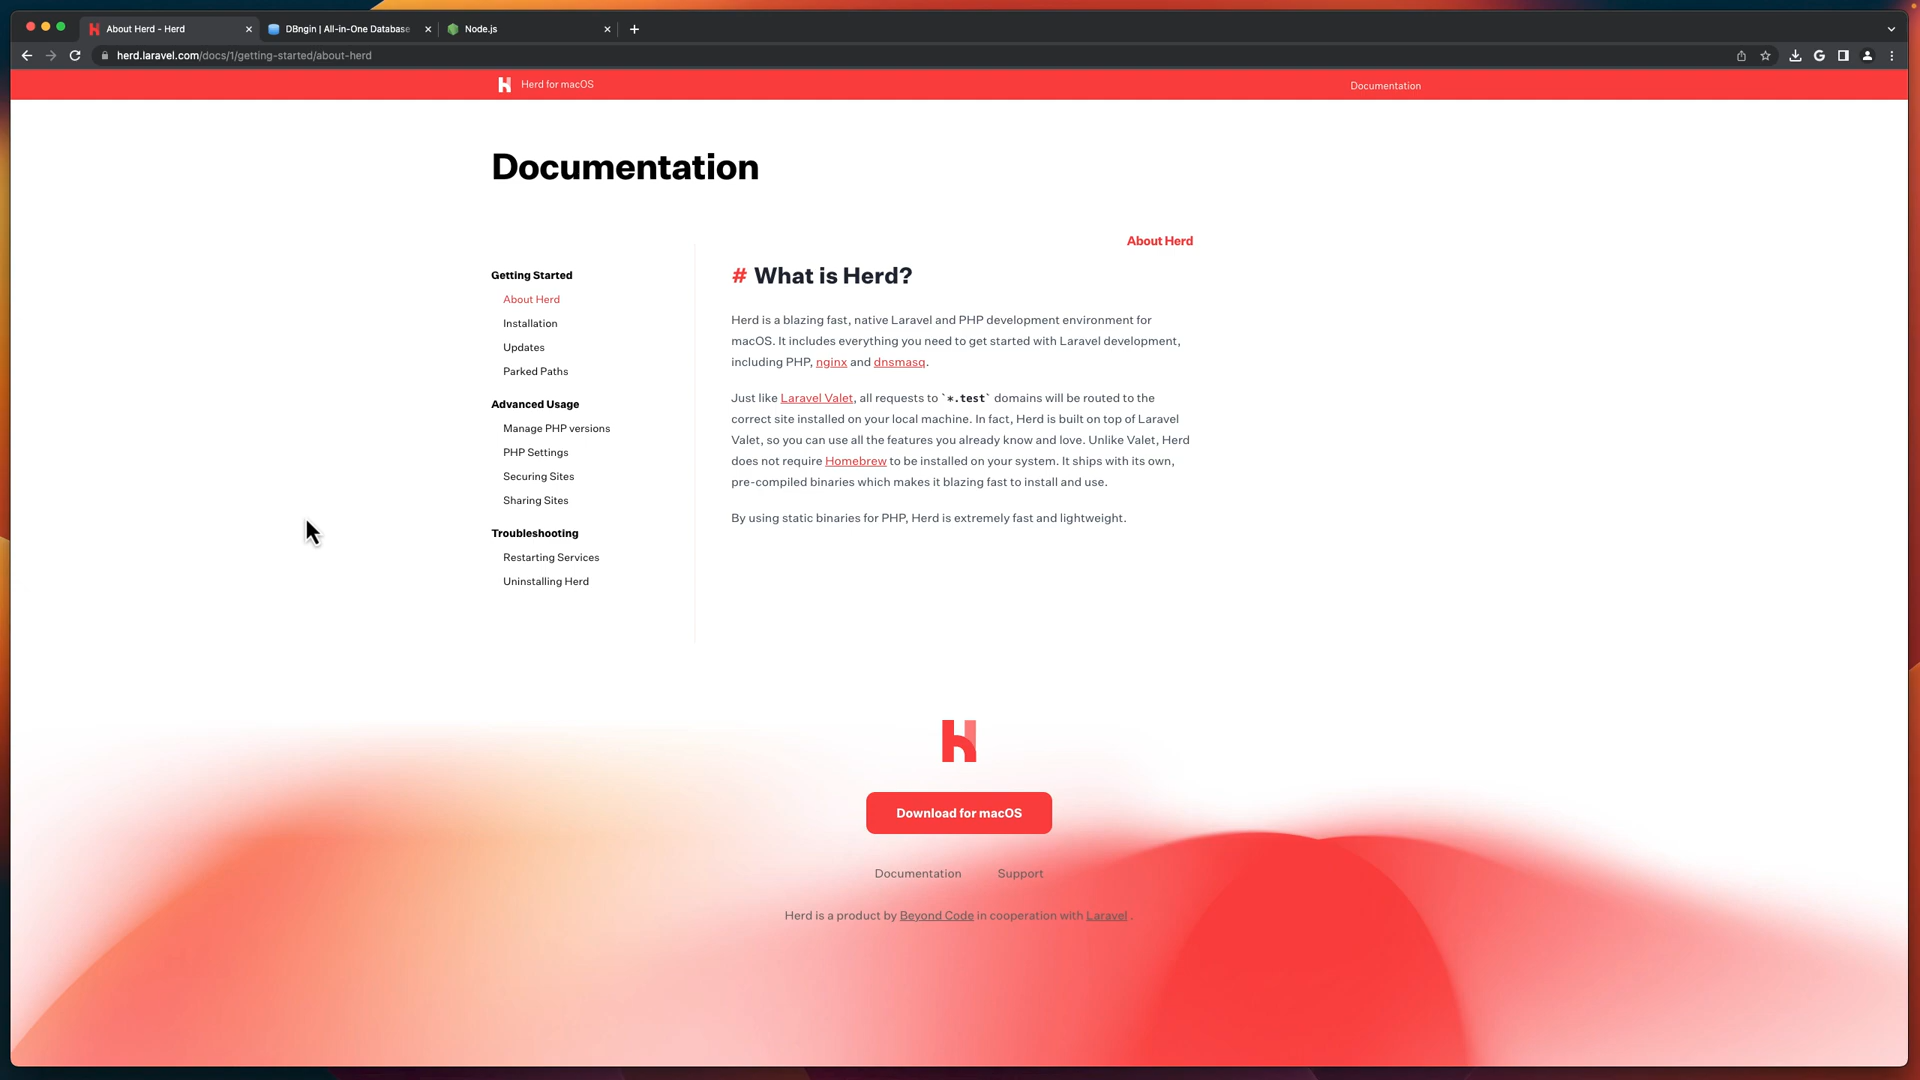 About Herd - Herd
DBngin | All-in-One Database
Node.js
herd.laravel.com/docs/1/getting-started/about-herd
Herd for macOS
Documentation
Documentation
About Herd
Getting Started
About Herd
Installation
Updates
Parked Paths
Advanced Usage
Manage PHP versions
PHP Settings
Securing Sites
Sharing Sites
Troubleshooting
Restarting Services
Uninstalling Herd
# What is Herd?
Herd is a blazing fast, native Laravel and PHP development environment for
macOS. It includes everything you need to get started with Laravel development,
including PHP, nginx and dnsmasq.
Just like Laravel Valet, all requests to `*.test` domains will be routed to the
correct site installed on your local machine. In fact, Herd is built on top of Laravel
Valet, so you can use all the features you already know and love. Unlike Valet, Herd
does not require Homebrew to be installed on your system. It ships with its own,
pre-compiled binaries which makes it blazing fast to install and use.
By using static binaries for PHP, Herd is extremely fast and lightweight.
Download for macOS
Documentation
Support
Herd is a product by Beyond Code in cooperation with Laravel .